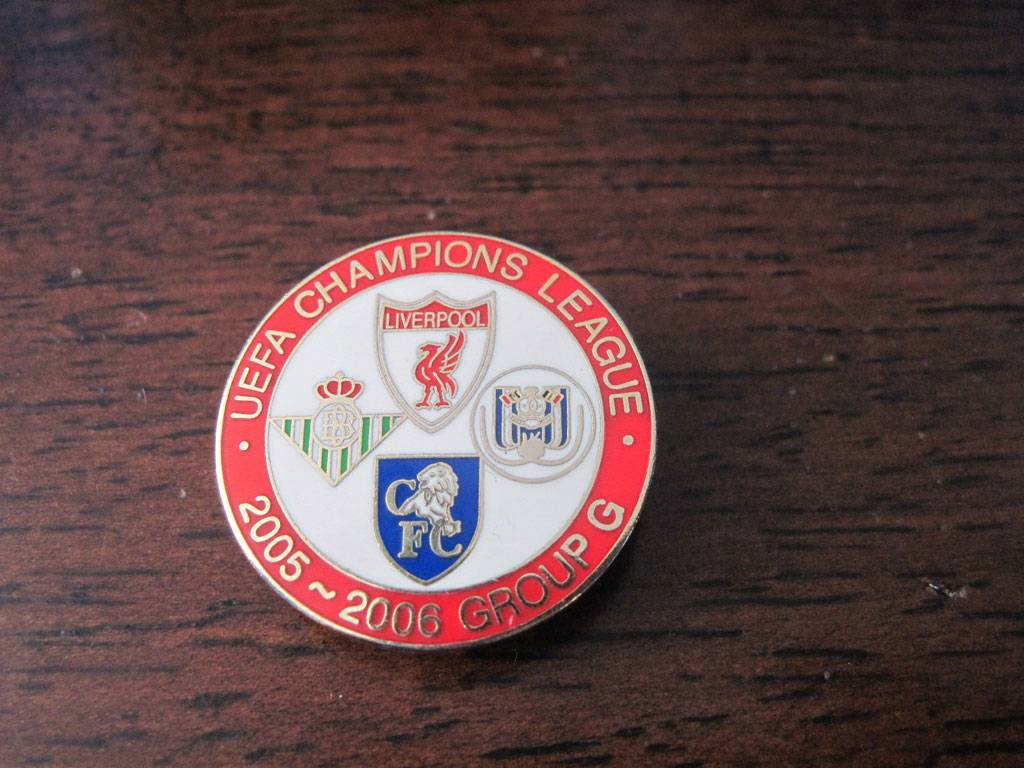 UEFA CHAMPIONS LEAGUE
LIVERPOOL
CFC
2005~2006 GROUP G